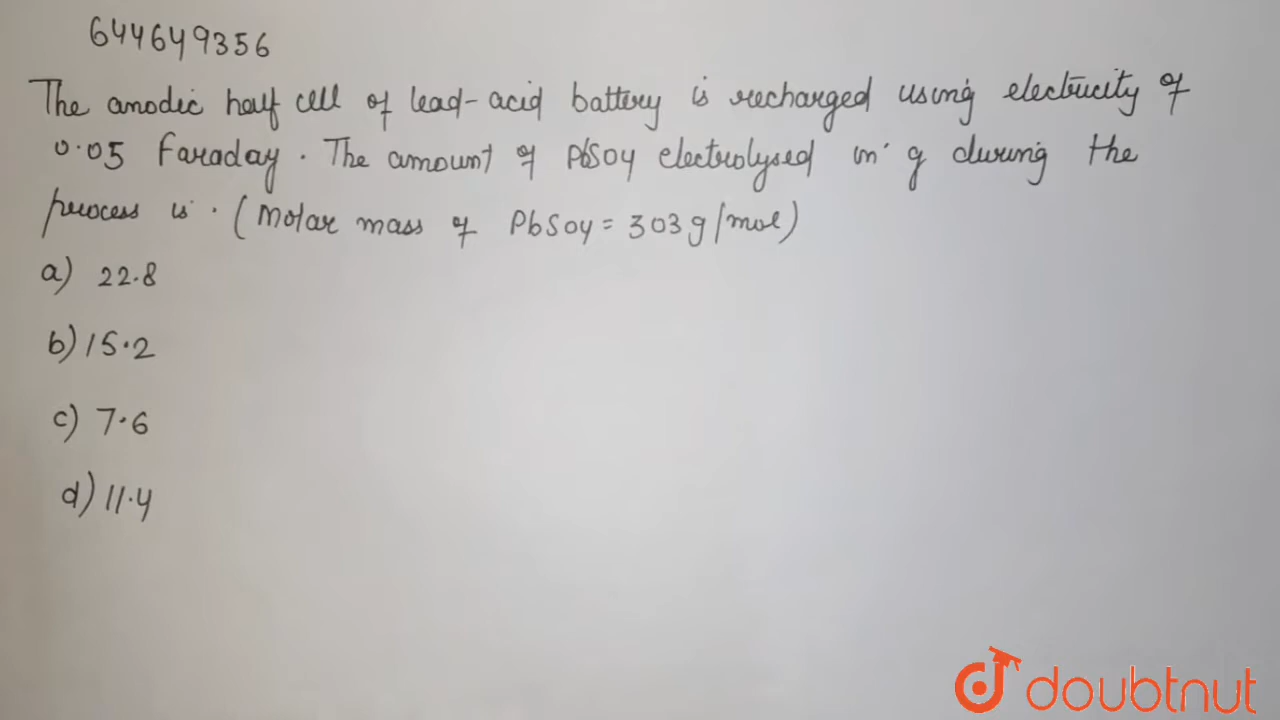 644649356
The anodic half cell of lead-acid battery is recharged using electricity of
0.05 Faraday. The amount of PbSO4 electrolysed in g during the
process is. (Molar mass of PbSO4 = 303 g/mol)
a) 22.8
b) 15.2
c) 7.6
d) 11.4
doubtnut